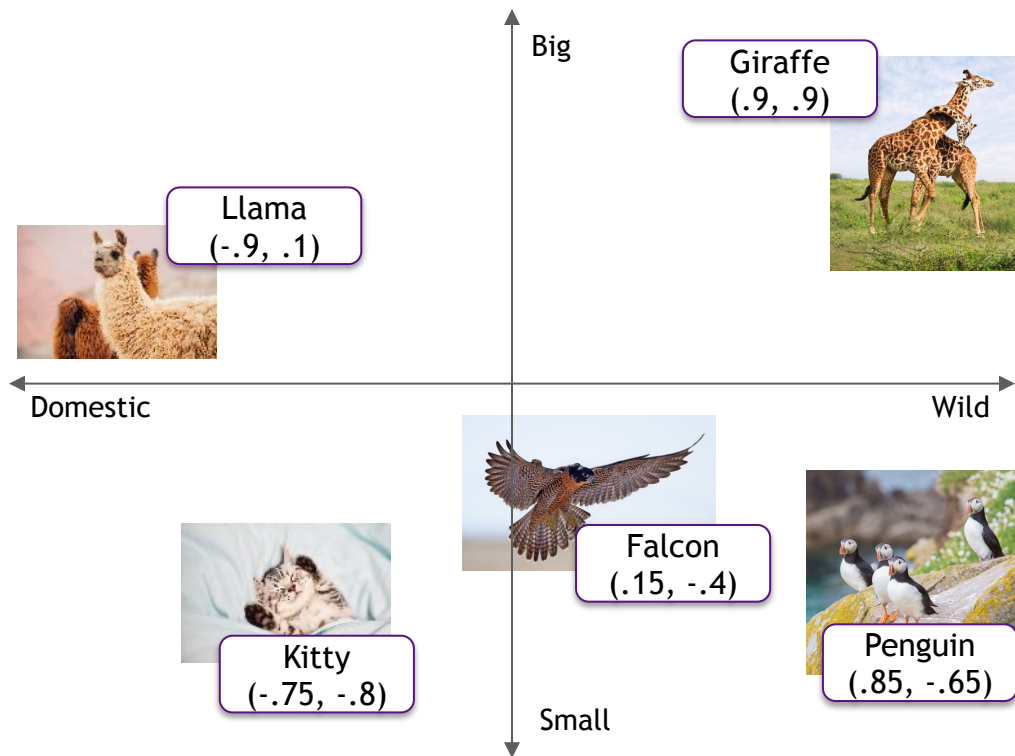 Big
Giraffe
(.9, .9)
Llama
(-.9, .1)
Domestic
Wild
Falcon
(.15, -.4)
Kitty
(-.75, -.8)
Penguin
(.85, -.65)
Small